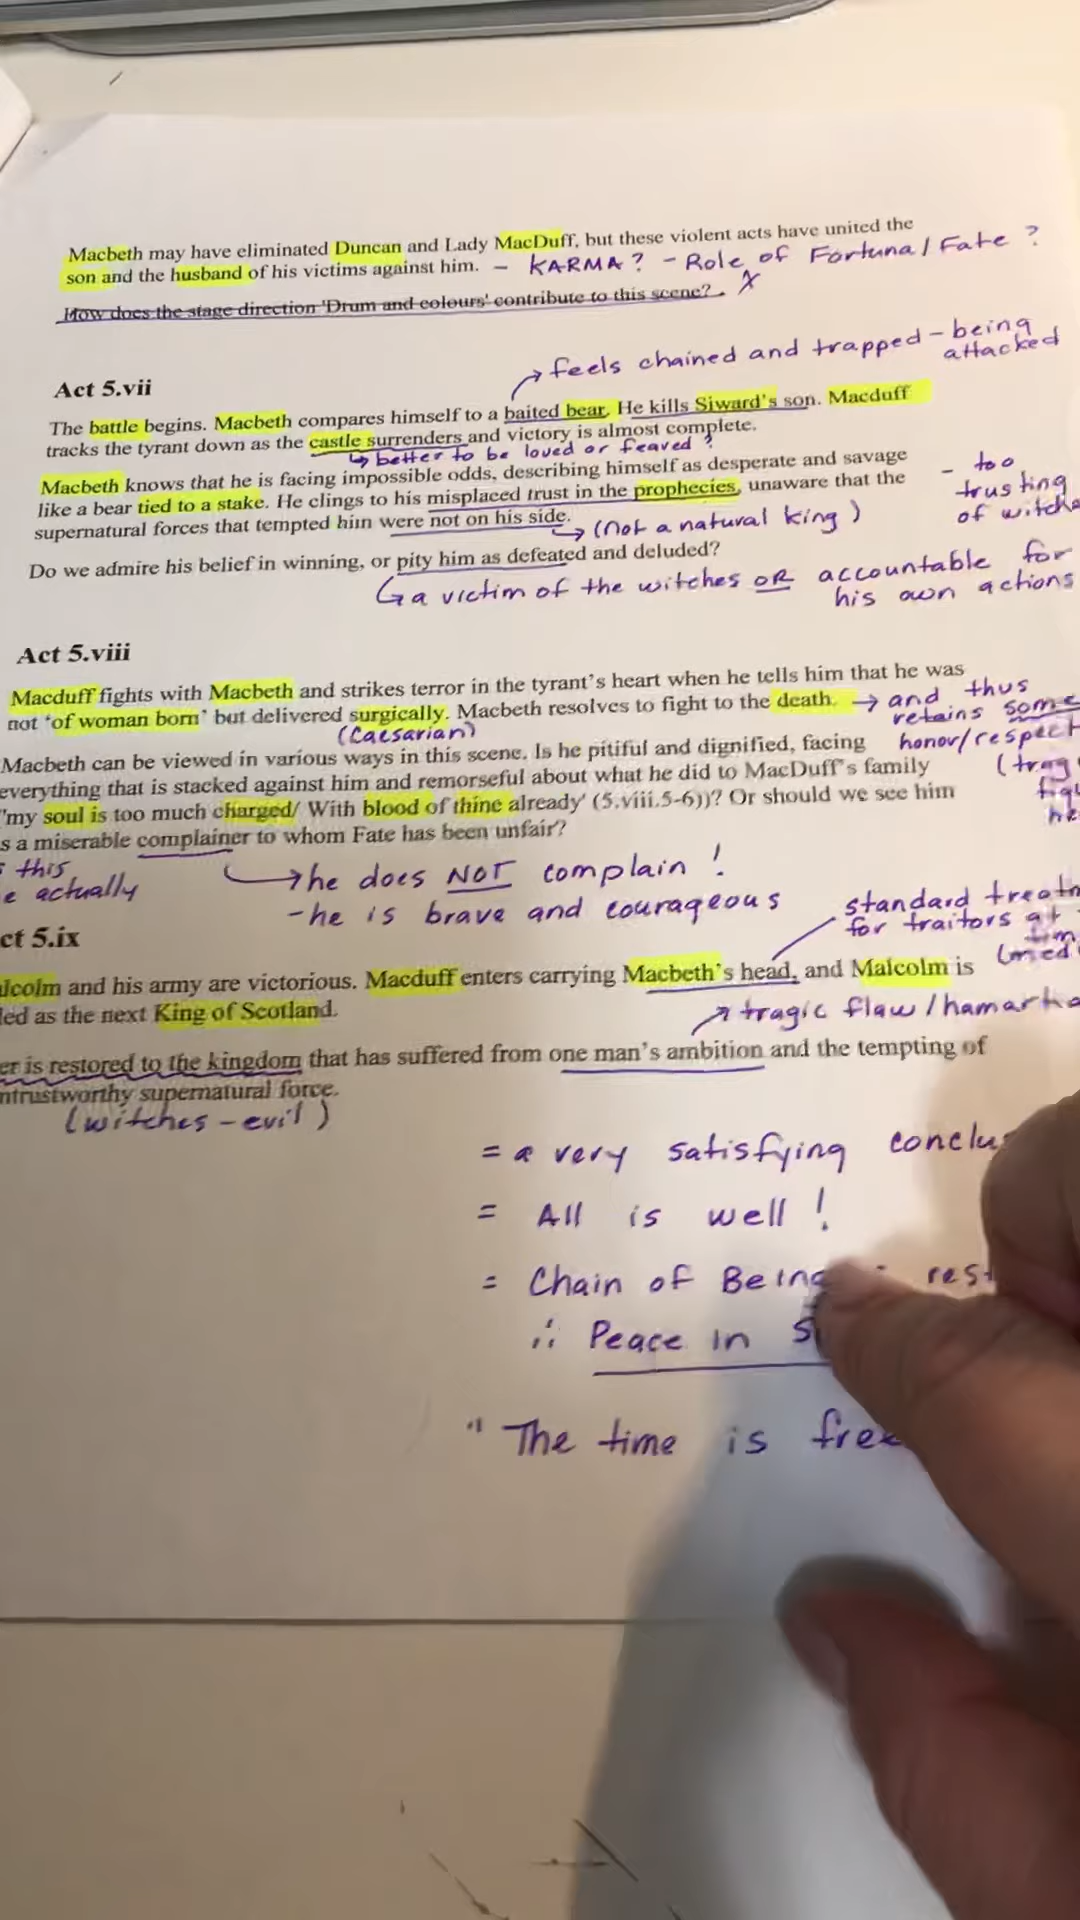 Macbeth may have eliminated Duncan and Lady MacDuff, but these violent acts have united the
son and the husband of his victims against him. - KARMA? - Role of Fortuna/Fate?
How does the stage direction 'Drum and colours' contribute to this scene? X
feels chained and trapped - being
attacked
Act 5.vii
The battle begins. Macbeth compares himself to a baited bear. He kills Siward's son. Macduff
tracks the tyrant down as the castle surrenders and victory is almost complete.
better to be loved or feared?
Macbeth knows that he is facing impossible odds, describing himself as desperate and savage
like a bear tied to a stake. He clings to his misplaced trust in the prophecies, unaware that the
supernatural forces that tempted him were not on his side.
- too
trusting
of
(not a natural king)
Do we admire his belief in winning, or pity him as defeated and deluded?
a victim of the witches OR accountable for
his own actions
Act 5.viii
Macduff fights with Macbeth and strikes terror in the tyrant's heart when he tells him that he was
not 'of woman born' but delivered surgically. Macbeth resolves to fight to the death. → and thus
retains some
honor/respect
(Caesarian)
Macbeth can be viewed in various ways in this scene. Is he pitiful and dignified, facing
everything that is stacked against him and remorseful about what he did to MacDuff's family
'my soul is too much charged/ With blood of thine already' (5.viii.5-6))? Or should we see him
s a miserable complainer to whom Fate has been unfair?
this
actually
he does NOT complain!
- he is brave and courageous
standard
for traitors at
ct 5.ix
lcolm and his army are victorious. Macduff enters carrying Macbeth's head, and Malcolm is
led as the next King of Scotland.
tragic flaw/hamartia
er is restored to the kingdom that has suffered from one man's ambition and the tempting of
ntrustworthy supernatural force.
(witches - evil)
= a very satisfying conclu
= All is well!
= Chain of Being rest
∴ Peace in S
"The time is free